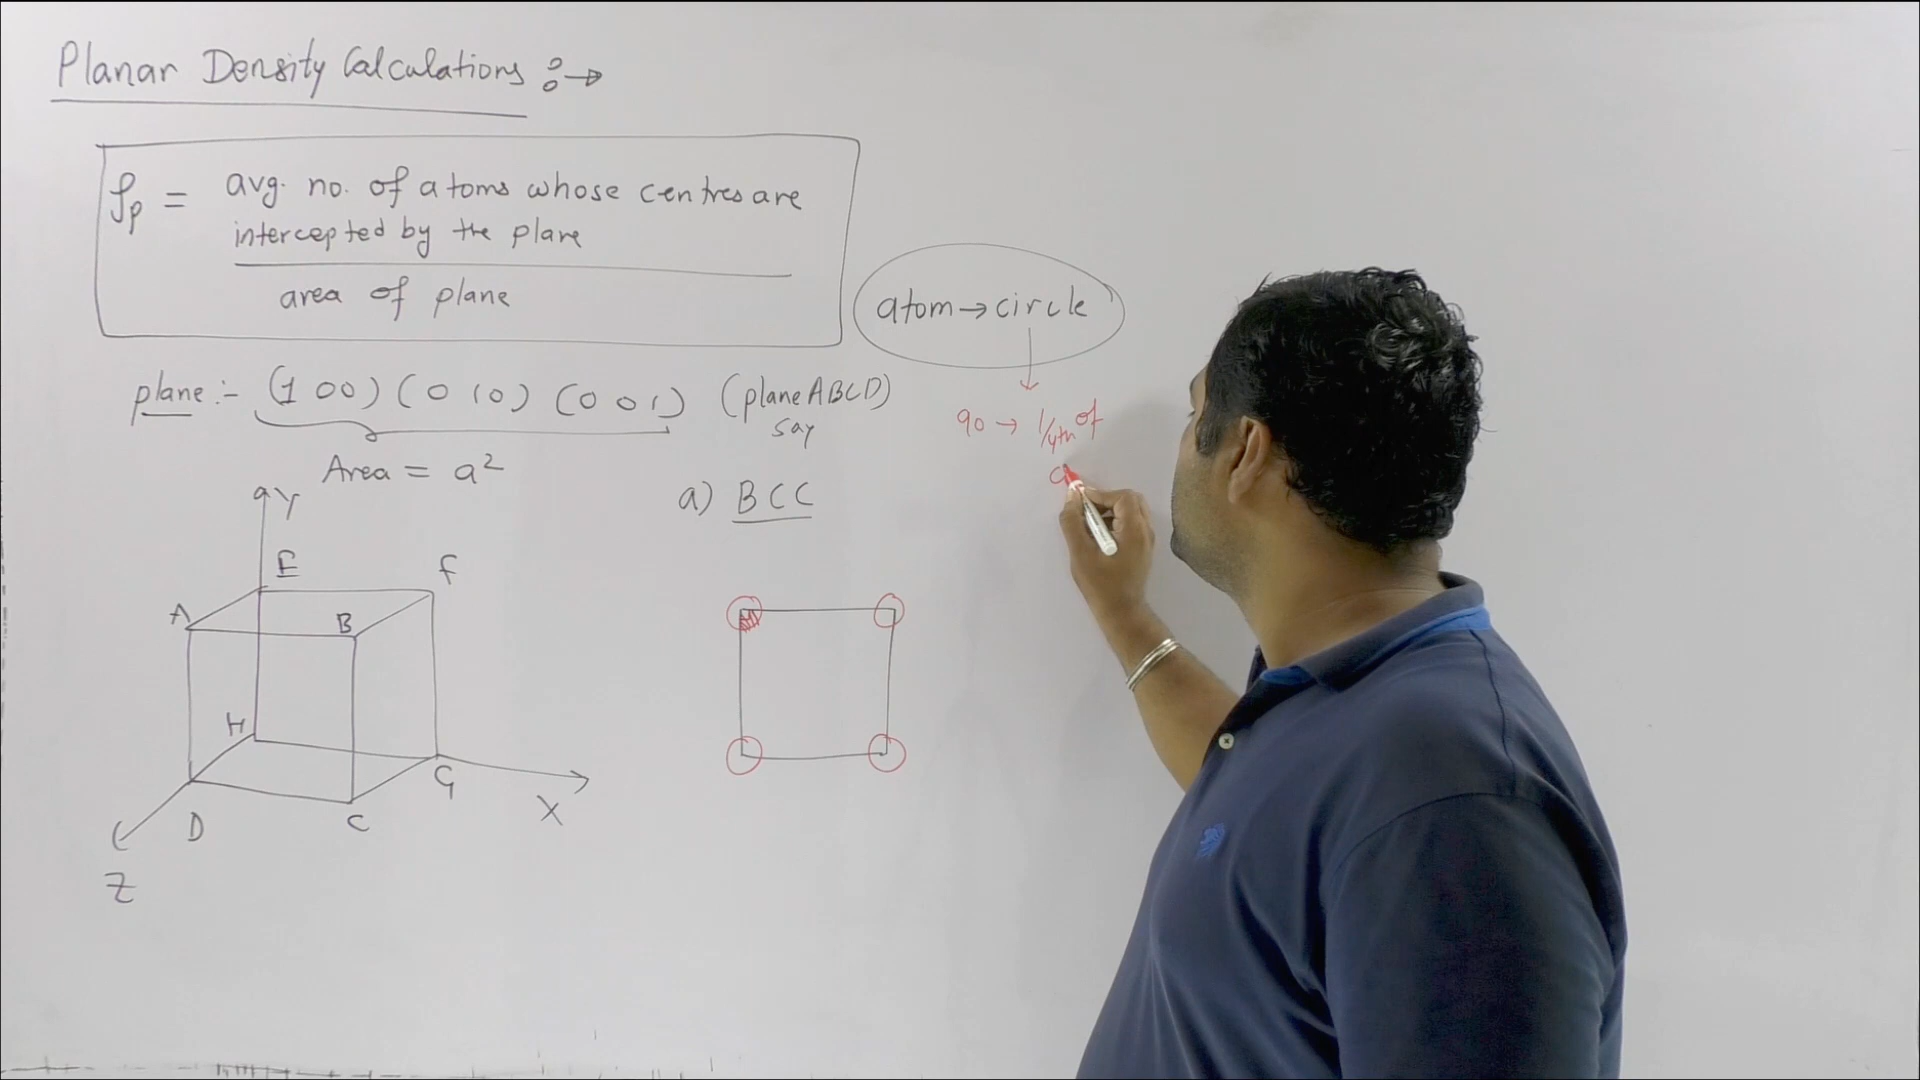 Planar Density Calculations :→
ρp = avg. no. of atoms whose centres are
intercepted by the plane
area of plane
atom → circle
90 → 1/4th of
plane :- (1 0 0) (0 1 0) (0 0 1) (plane ABCD)
say
Area = a²
a) BCC
Y
E
F
A
B
H
G
X
D
C
Z